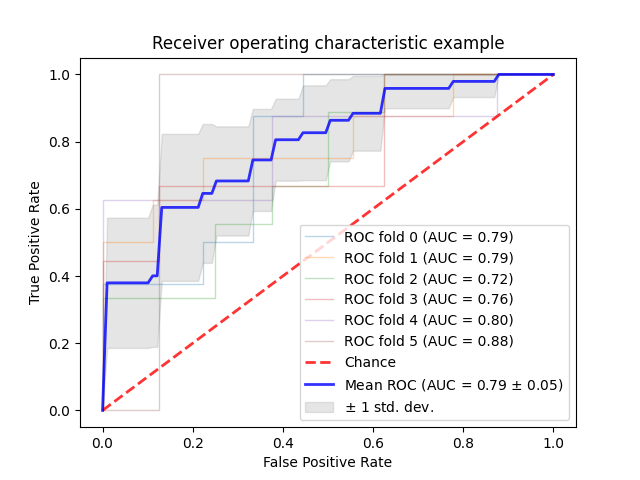 Receiver operating characteristic example
True Positive Rate
1.0
0.8
0.6
0.4
0.2
0.0
ROC fold 0 (AUC = 0.79)
ROC fold 1 (AUC = 0.79)
ROC fold 2 (AUC = 0.72)
ROC fold 3 (AUC = 0.76)
ROC fold 4 (AUC = 0.80)
ROC fold 5 (AUC = 0.88)
Chance
Mean ROC (AUC = 0.79 ± 0.05)
± 1 std. dev.
0.0 0.2 0.4 0.6 0.8 1.0
False Positive Rate